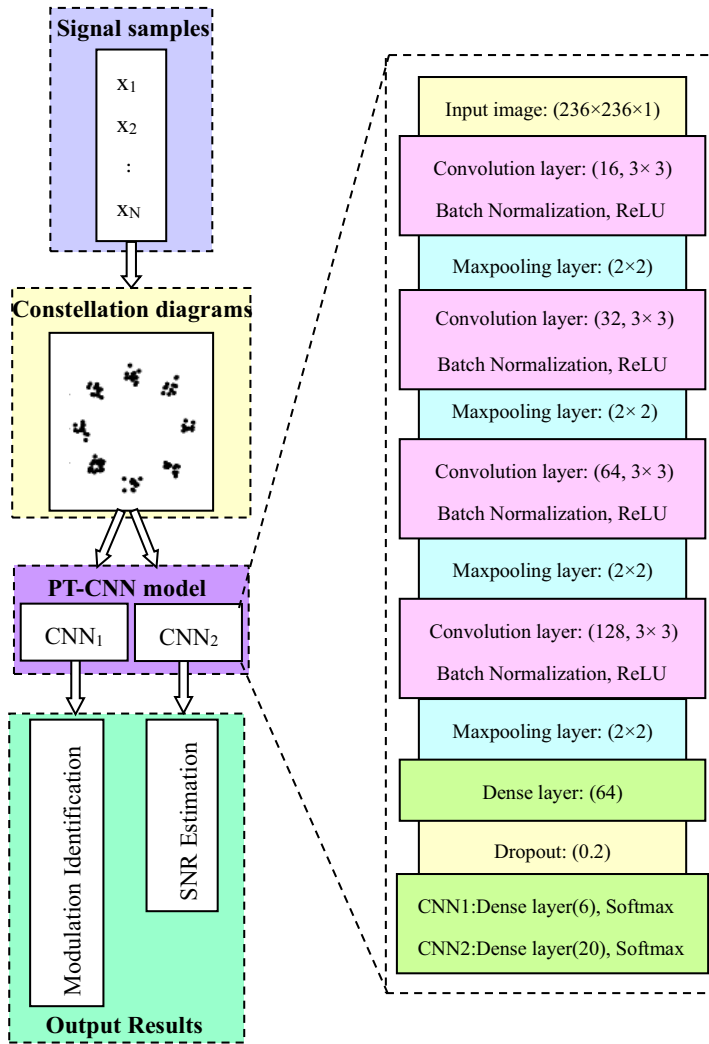 Signal samples
x1
x2
:
xN
Constellation diagrams
PT-CNN model
CNN1
CNN2
Modulation Identification
SNR Estimation
Output Results
Input image: (236×236×1)
Convolution layer: (16, 3× 3)
Batch Normalization, ReLU
Maxpooling layer: (2×2)
Convolution layer: (32, 3× 3)
Batch Normalization, ReLU
Maxpooling layer: (2× 2)
Convolution layer: (64, 3× 3)
Batch Normalization, ReLU
Maxpooling layer: (2×2)
Convolution layer: (128, 3× 3)
Batch Normalization, ReLU
Maxpooling layer: (2×2)
Dense layer: (64)
Dropout: (0.2)
CNN1:Dense layer(6), Softmax
CNN2:Dense layer(20), Softmax